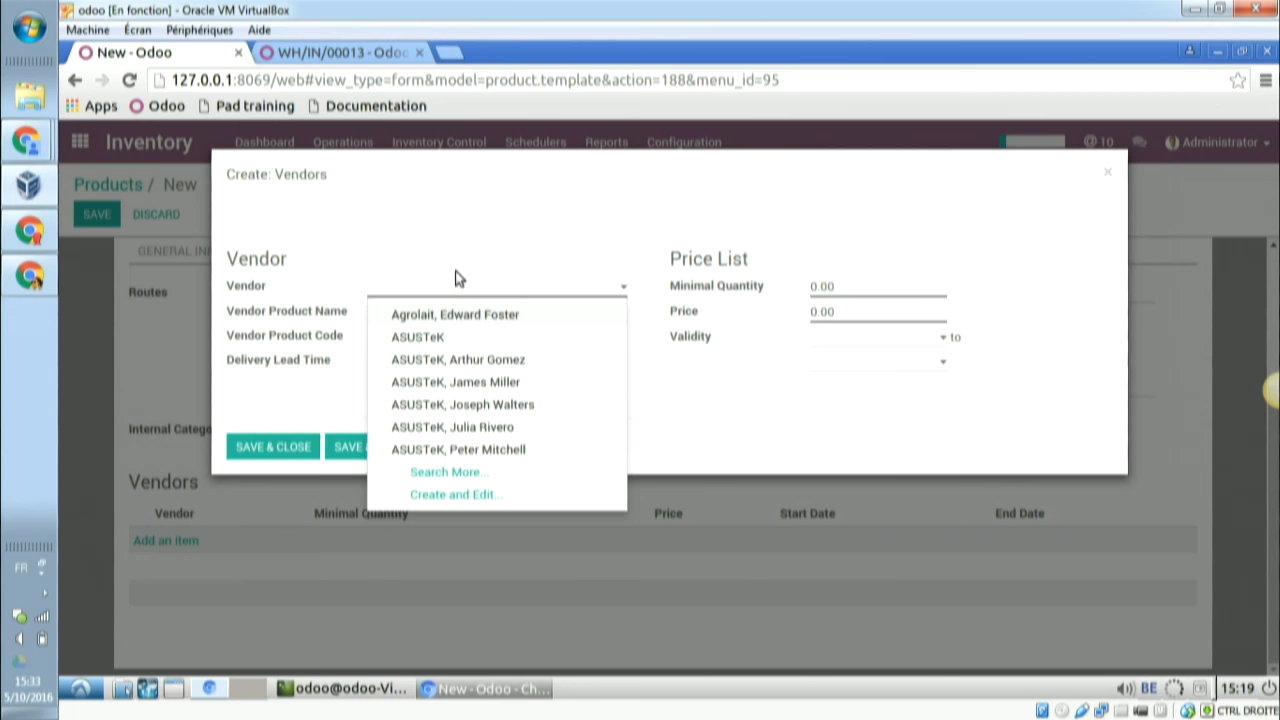 odoo [En fonction] - Oracle VM VirtualBox
Machine Écran Périphériques Aide
New - Odoo × WH/IN/00013 - Odoo ×
127.0.0.1:8069/web#view_type=form&model=product.template&action=188&menu_id=95
Apps Odoo Pad training Documentation
Inventory Dashboard Operations Inventory Control Schedulers Reports Configuration @ 10 Administrator
Products / New
SAVE DISCARD
Create: Vendors ×
GENERAL IN
Vendor Price List
Routes
Vendor Minimal Quantity 0.00
Vendor Product Name Price 0.00
Vendor Product Code Validity to
Delivery Lead Time
Agrolait, Edward Foster
ASUSTeK
ASUSTeK, Arthur Gomez
ASUSTeK, James Miller
ASUSTeK, Joseph Walters
ASUSTeK, Julia Rivero
ASUSTeK, Peter Mitchell
Search More...
Create and Edit...
Internal Catego
SAVE & CLOSE SAVE
Vendors
Vendor Minimal Quantity Price Start Date End Date
Add an item
FR
15:33
5/10/2016
odoo@odoo-Vi... New - Odoo - Ch... BE 15:19
CTRL DROITE